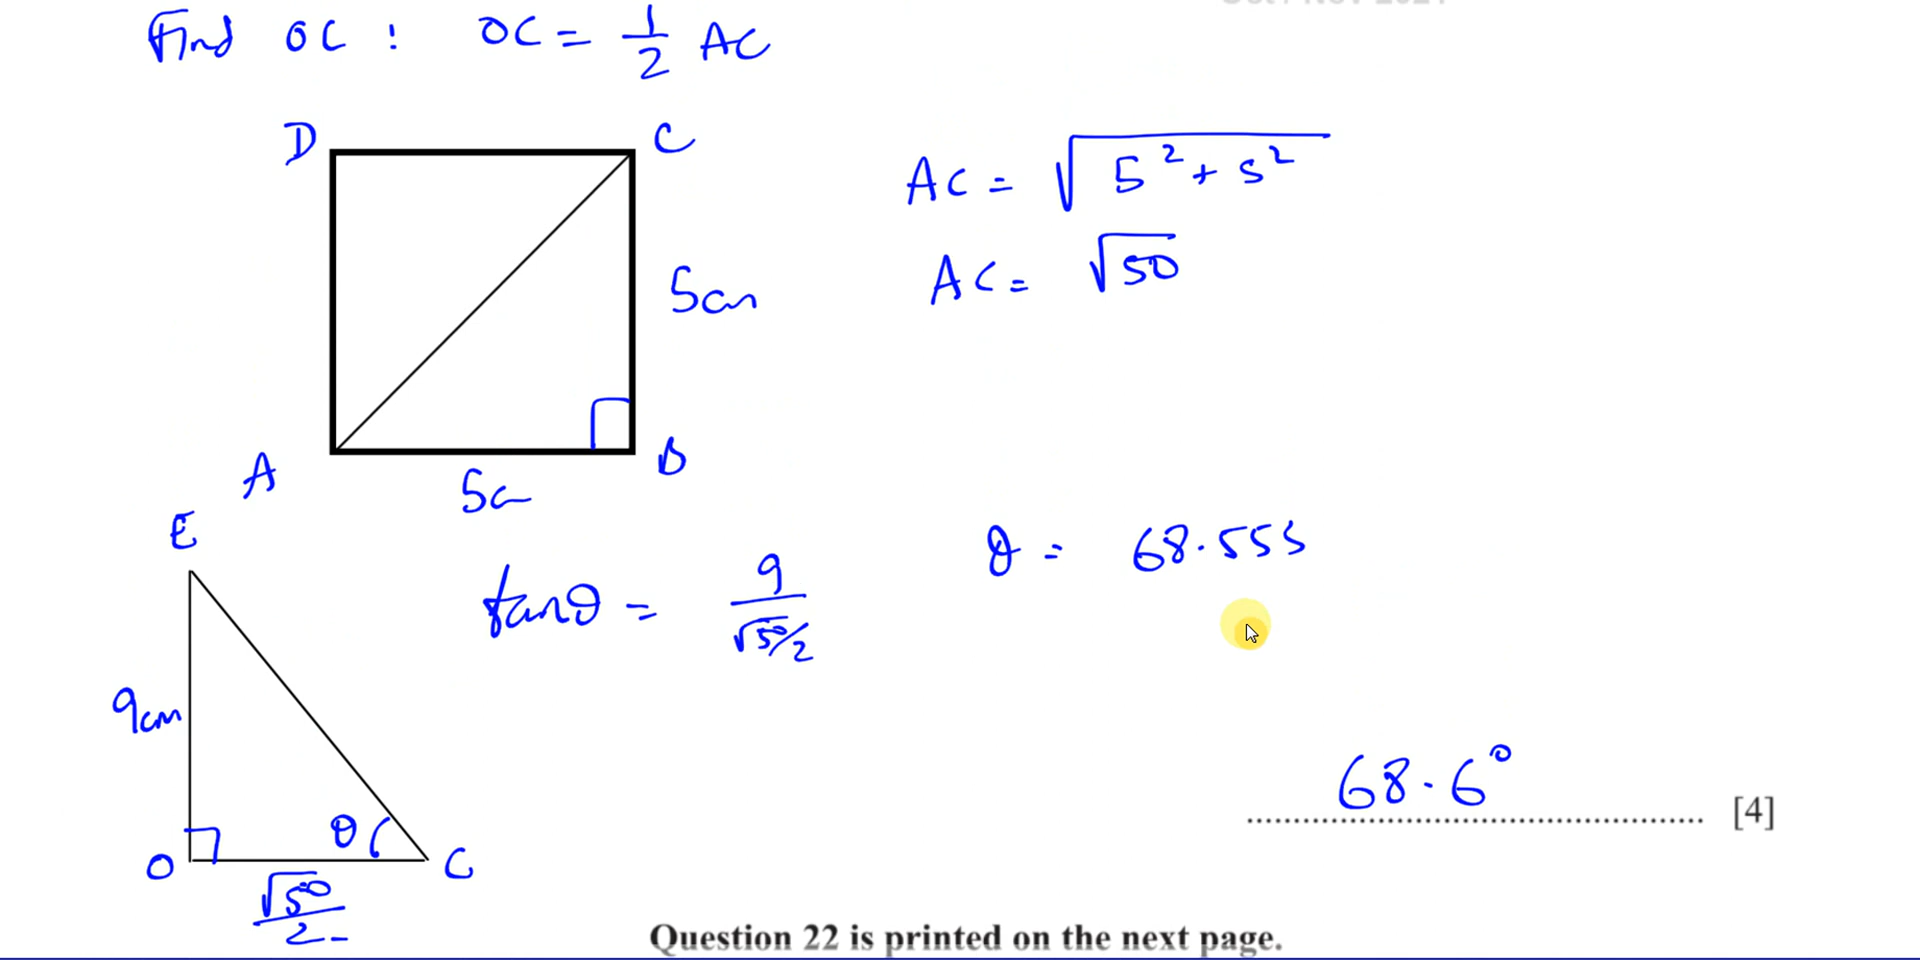 Find OC : OC = 1/2 AC
D
C
AC = √5² + 5²
AC = √50
5cm
A
B
5c
E
tanθ = 9 / √50/2
θ = 68.555
9cm
68.6°
[4]
θ
O
C
√50/2
Question 22 is printed on the next page.